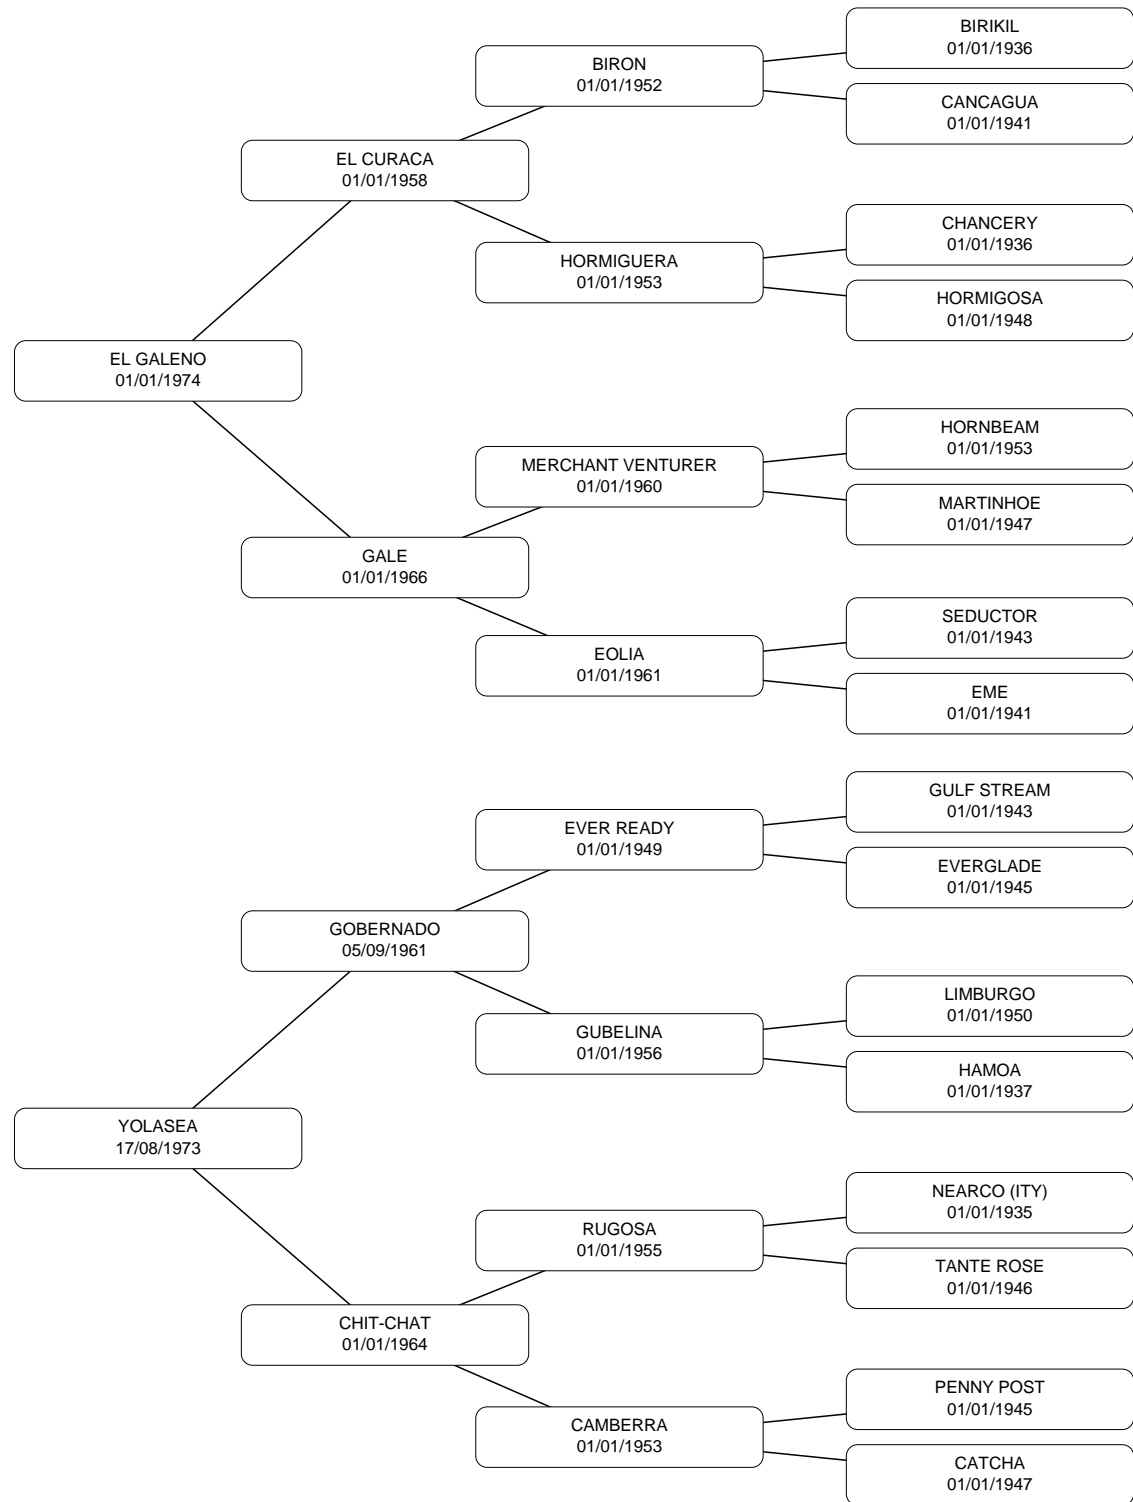 BIRIKIL
01/01/1936
BIRON
01/01/1952
CANCAGUA
01/01/1941
EL CURACA
01/01/1958
CHANCERY
01/01/1936
HORMIGUERA
01/01/1953
HORMIGOSA
01/01/1948
EL GALENO
01/01/1974
HORNBEAM
01/01/1953
MERCHANT VENTURER
01/01/1960
MARTINHOE
01/01/1947
GALE
01/01/1966
SEDUCTOR
01/01/1943
EOLIA
01/01/1961
EME
01/01/1941
GULF STREAM
01/01/1943
EVER READY
01/01/1949
EVERGLADE
01/01/1945
GOBERNADO
05/09/1961
LIMBURGO
01/01/1950
GUBELINA
01/01/1956
HAMOA
01/01/1937
YOLASEA
17/08/1973
NEARCO (ITY)
01/01/1935
RUGOSA
01/01/1955
TANTE ROSE
01/01/1946
CHIT-CHAT
01/01/1964
PENNY POST
01/01/1945
CAMBERRA
01/01/1953
CATCHA
01/01/1947